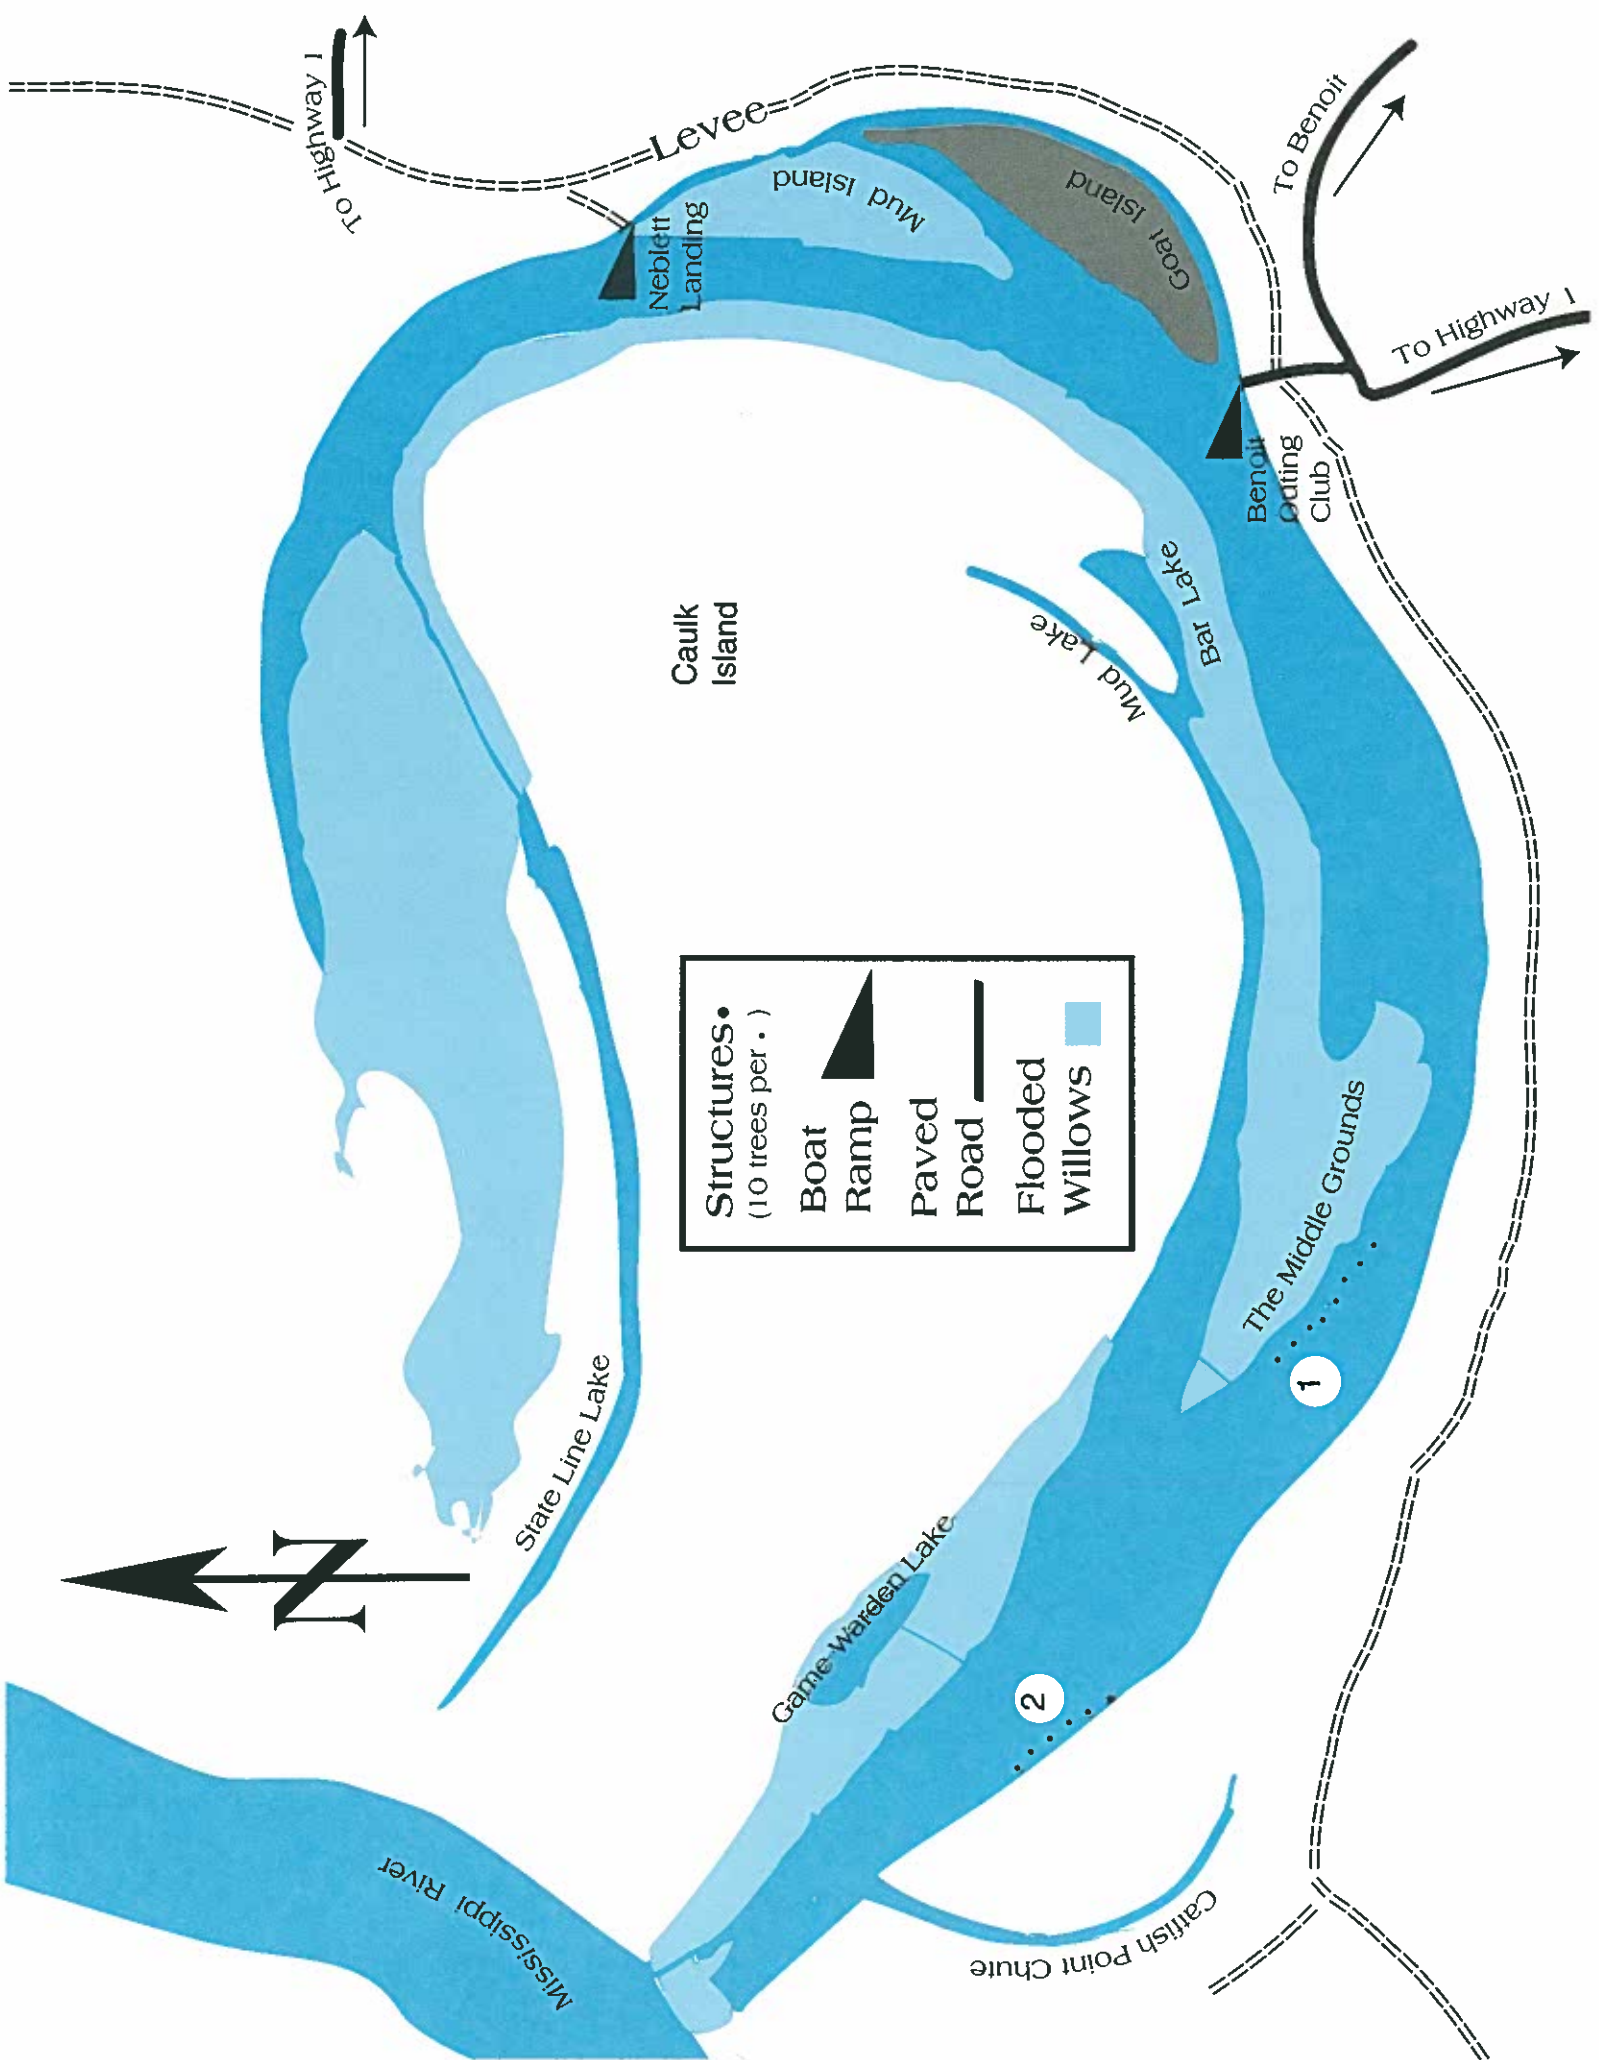 To Highway 1
Levee
Neblett
Landing
Mud Island
Goat Island
To Benoit
To Highway 1
Benoit
Outing
Club
Caulk
Island
Mud Lake
Bar Lake
Structures•
(10 trees per . )
Boat
Ramp
Paved
Road
Flooded
Willows
The Middle Grounds
1
State Line Lake
N
Game Warden Lake
2
Mississippi River
Catfish Point Chute